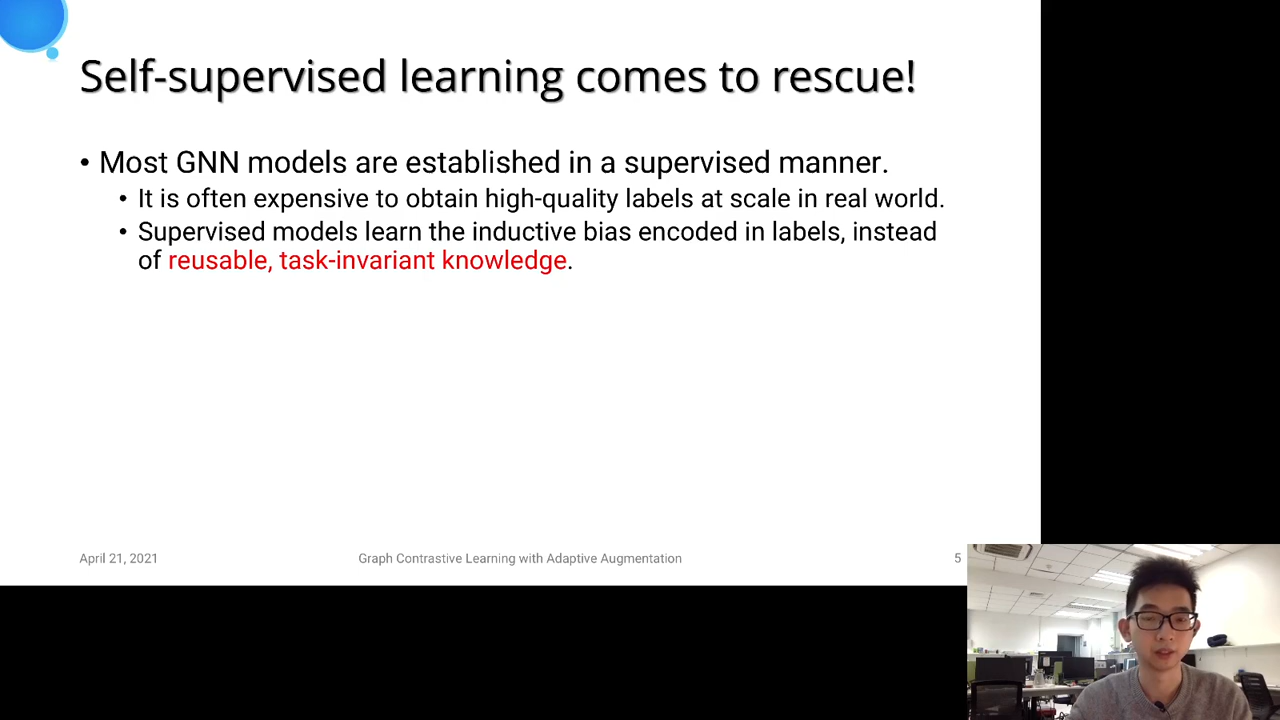 Self-supervised learning comes to rescue!
• Most GNN models are established in a supervised manner.
• It is often expensive to obtain high-quality labels at scale in real world.
• Supervised models learn the inductive bias encoded in labels, instead
of reusable, task-invariant knowledge.
April 21, 2021 Graph Contrastive Learning with Adaptive Augmentation 5